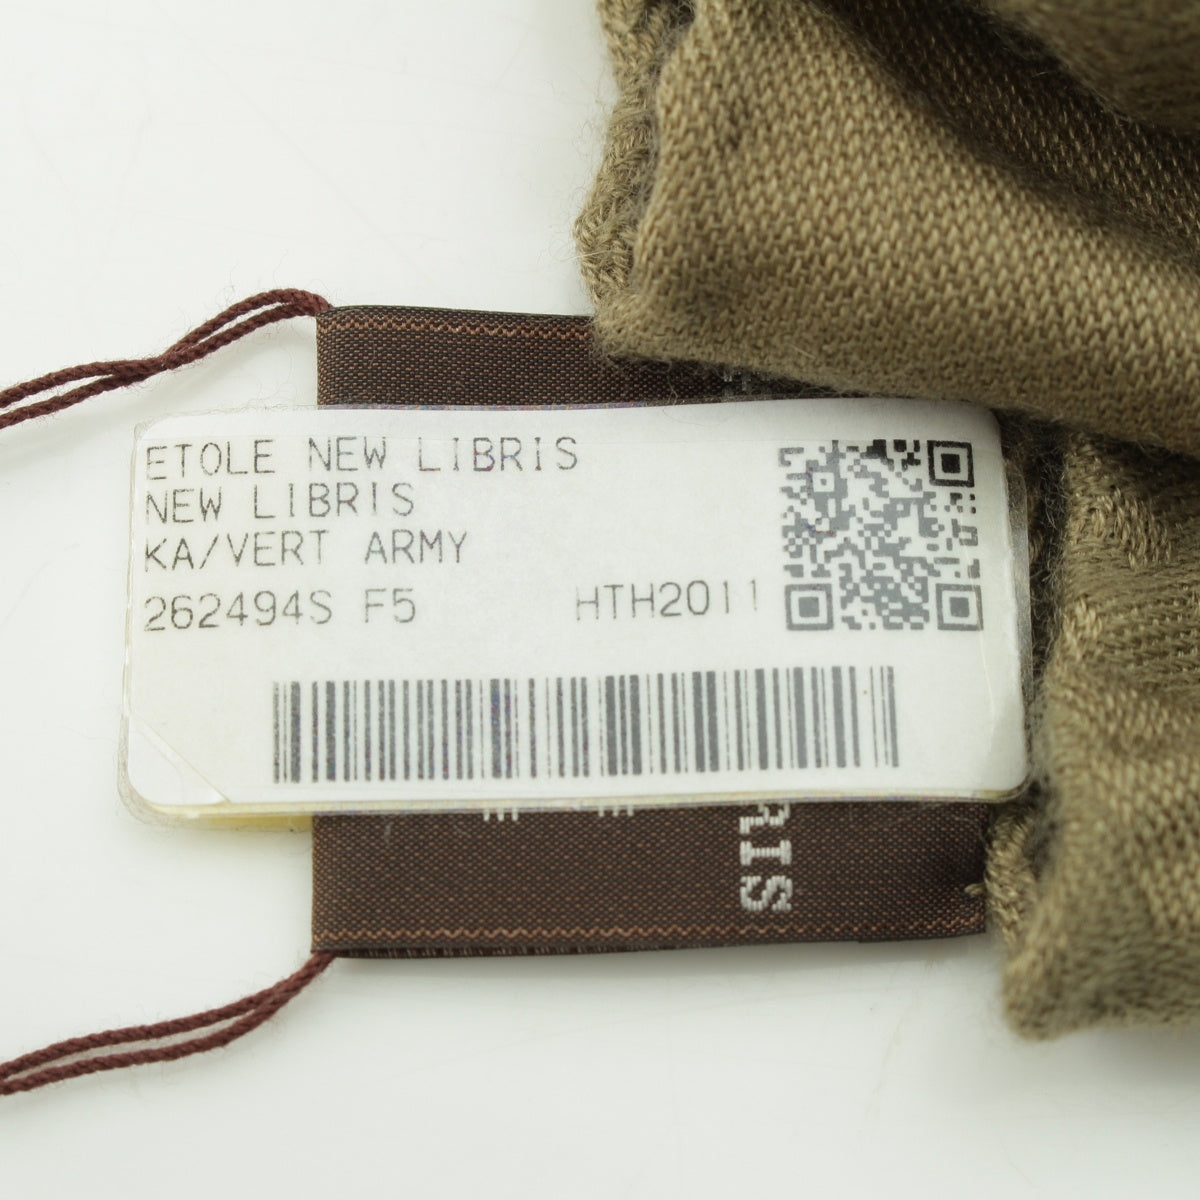 ETOLE NEW LIBRIS
NEW LIBRIS
KA/VERT ARMY
262494S F5 HTH2011